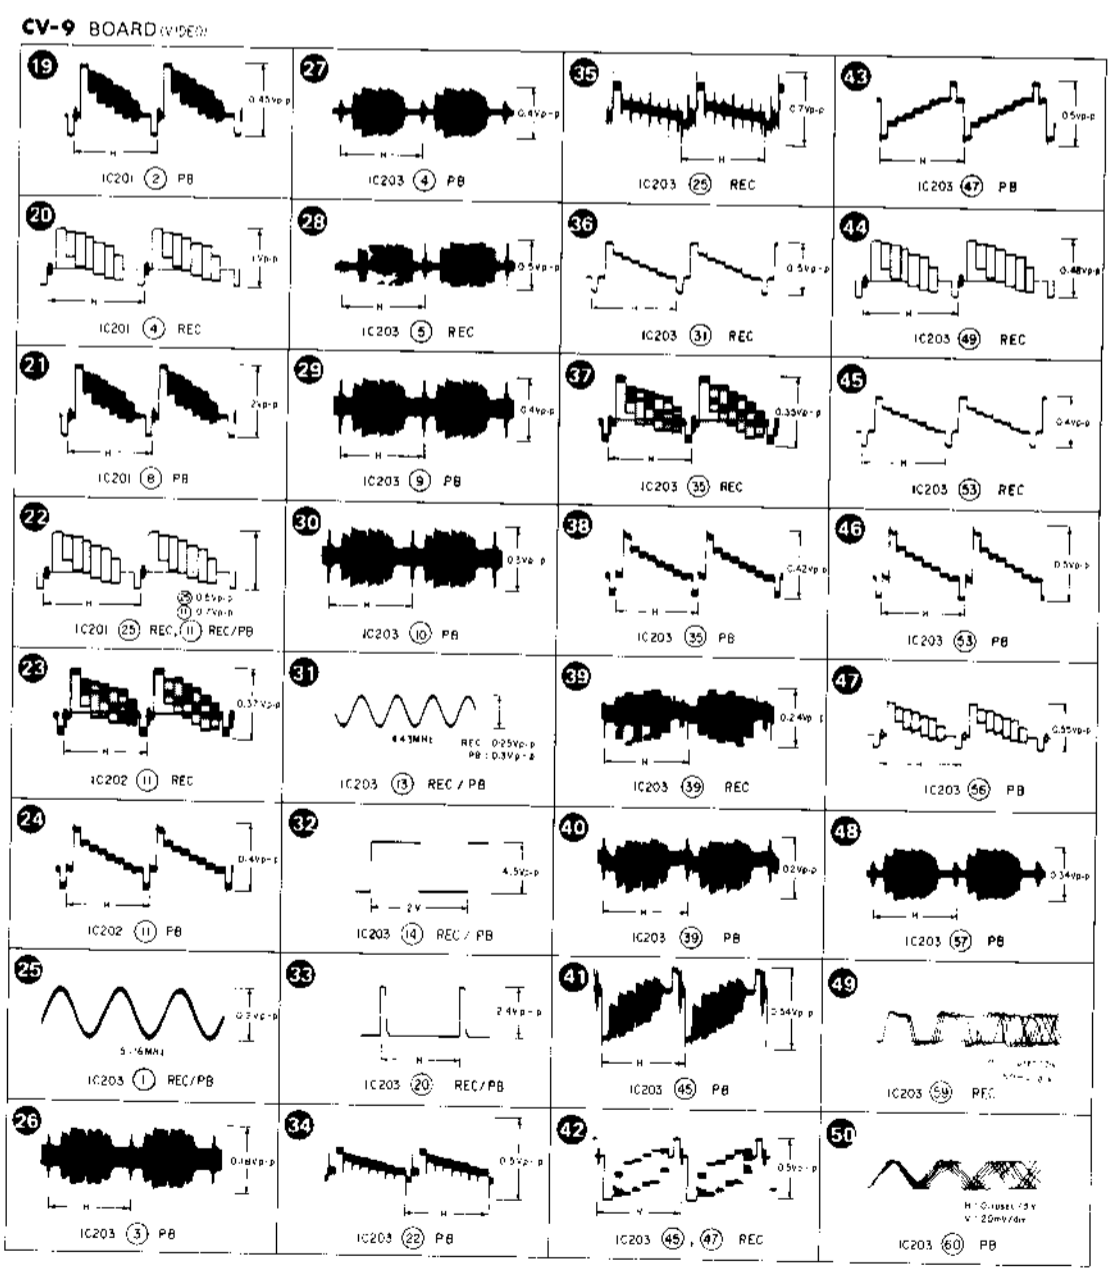 CV-9 BOARD (VIDEO)
19
0.45Vp-p
H
IC201 2 PB
27
0.4Vp-p
H
IC203 4 PB
35
0.7Vp-p
H
IC203 25 REC
43
0.5Vp-p
H
IC203 47 PB
20
1Vp-p
H
IC201 4 REC
28
0.5Vp-p
H
IC203 5 REC
36
0.5Vp-p
H
IC203 31 REC
44
0.48Vp-p
H
IC203 49 REC
21
2Vp-p
H
IC201 8 PB
29
0.4Vp-p
H
IC203 9 PB
37
0.35Vp-p
H
IC203 35 REC
45
0.4Vp-p
H
IC203 53 REC
22
H
25 0.6Vp-p
11 0.7Vp-p
IC201 25 REC, 11 REC/PB
30
0.3Vp-p
H
IC203 10 PB
38
0.42Vp-p
H
IC203 35 PB
46
0.5Vp-p
H
IC203 53 PB
23
0.37Vp-p
H
IC202 11 REC
31
4.43MHz
REC : 0.25Vp-p
PB : 0.3Vp-p
IC203 13 REC / PB
39
0.24Vp-p
H
IC203 39 REC
47
0.55Vp-p
H
IC203 56 PB
24
0.4Vp-p
H
IC202 11 PB
32
4.5Vp-p
2V
IC203 14 REC / PB
40
0.2Vp-p
H
IC203 39 PB
48
0.34Vp-p
H
IC203 57 PB
25
IC203 1 REC/PB
33
2.4Vp-p
H
IC203 20 REC/PB
41
0.54Vp-p
H
IC203 45 PB
49
IC203 59 REC
26
0.18Vp-p
H
IC203 3 PB
34
0.5Vp-p
H
IC203 22 PB
42
0.5Vp-p
IC203 45 , 47 REC
50
H : 0.1µsec/div
V : 20mV/div
IC203 60 PB